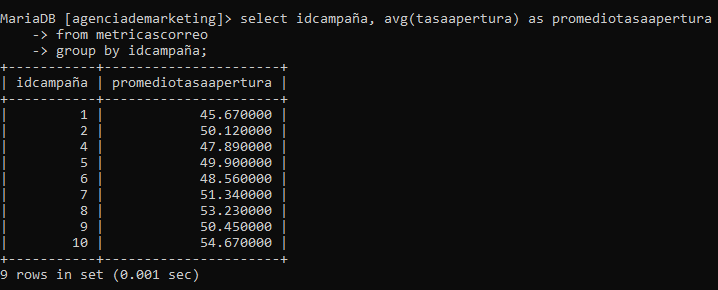 MariaDB [agenciademarketing]> select idcampaña, avg(tasaapertura) as promediotasaapertura
    -> from metricascorreo
    -> group by idcampaña;
+-----------+----------------------+
| idcampaña | promediotasaapertura |
+-----------+----------------------+
|         1 |            45.670000 |
|         2 |            50.120000 |
|         4 |            47.890000 |
|         5 |            49.900000 |
|         6 |            48.560000 |
|         7 |            51.340000 |
|         8 |            53.230000 |
|         9 |            50.450000 |
|        10 |            54.670000 |
+-----------+----------------------+
9 rows in set (0.001 sec)